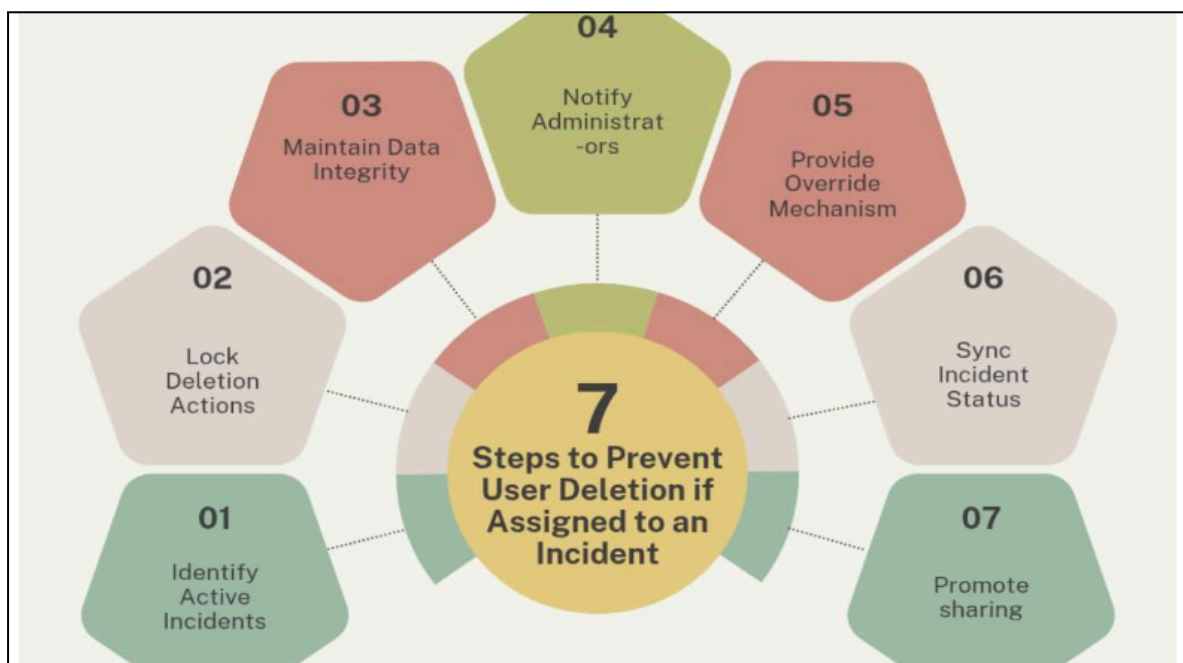 01
Identify
Active
Incidents
02
Lock
Deletion
Actions
03
Maintain Data
Integrity
04
Notify
Administrat
-ors
05
Provide
Override
Mechanism
06
Sync
Incident
Status
07
Promote
sharing
7
Steps to Prevent
User Deletion if
Assigned to an
Incident